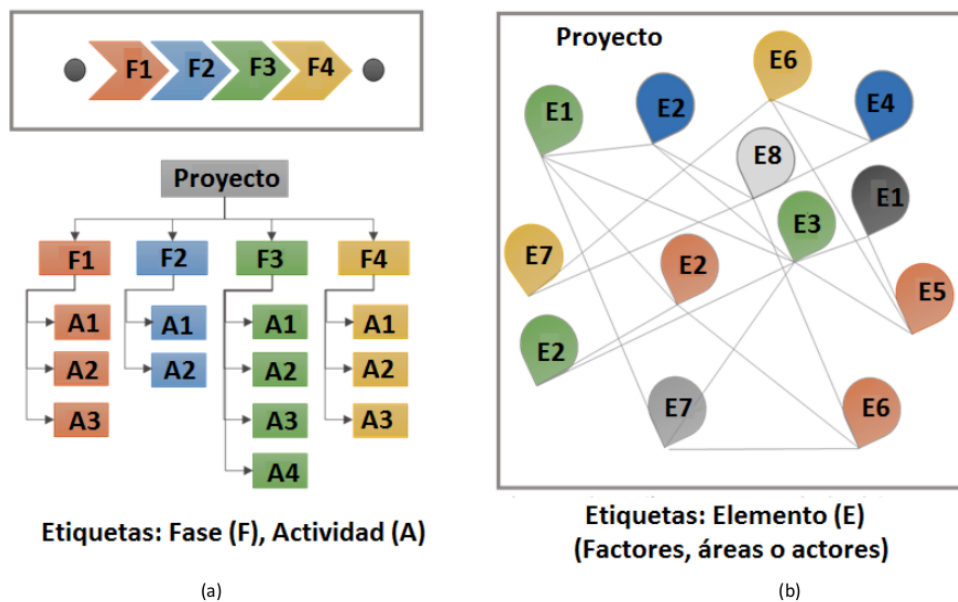 F1 F2 F3 F4
Proyecto
F1 F2 F3 F4
A1 A1 A1 A1
A2 A2 A2 A2
A3 A3 A3
A4
Etiquetas: Fase (F), Actividad (A)
(a)
Proyecto
E6
E1 E2 E4
E8
E1
E3
E7 E2
E5
E2
E7 E6
Etiquetas: Elemento (E)
(Factores, áreas o actores)
(b)